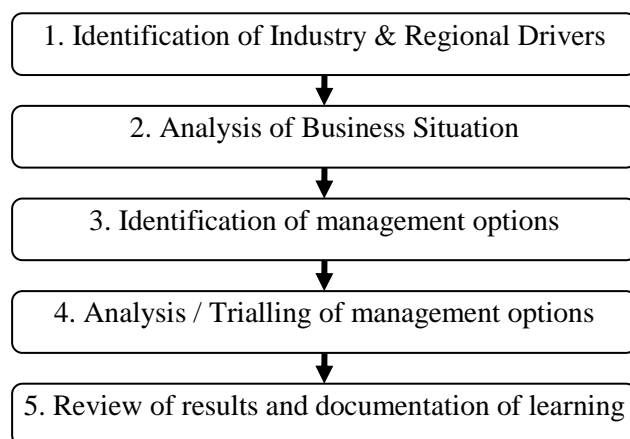 1. Identification of Industry & Regional Drivers
2. Analysis of Business Situation
3. Identification of management options
4. Analysis / Trialling of management options
5. Review of results and documentation of learning